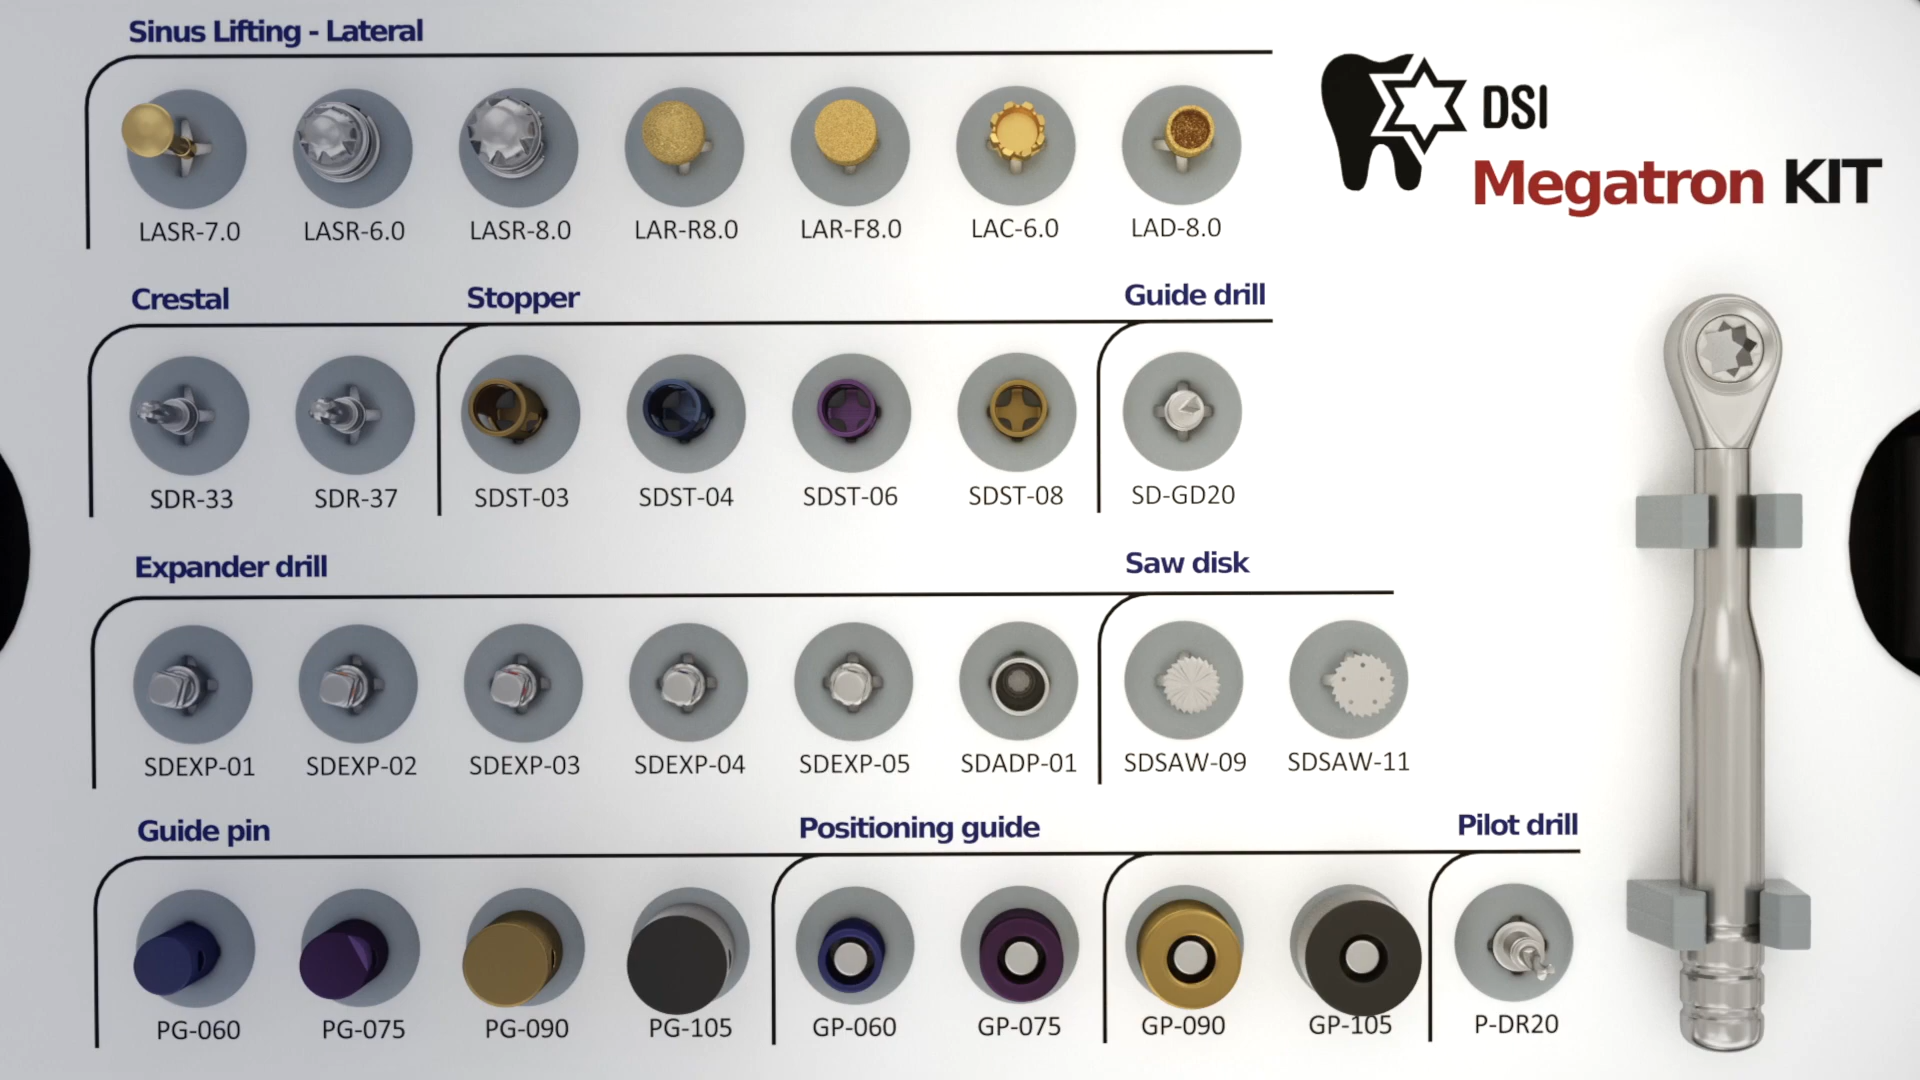 Sinus Lifting - Lateral
DSI
Megatron KIT
LASR-7.0 LASR-6.0 LASR-8.0 LAR-R8.0 LAR-F8.0 LAC-6.0 LAD-8.0
Crestal Stopper Guide drill
SDR-33 SDR-37 SDST-03 SDST-04 SDST-06 SDST-08 SD-GD20
Expander drill Saw disk
SDEXP-01 SDEXP-02 SDEXP-03 SDEXP-04 SDEXP-05 SDADP-01 SDSAW-09 SDSAW-11
Guide pin Positioning guide Pilot drill
PG-060 PG-075 PG-090 PG-105 GP-060 GP-075 GP-090 GP-105 P-DR20